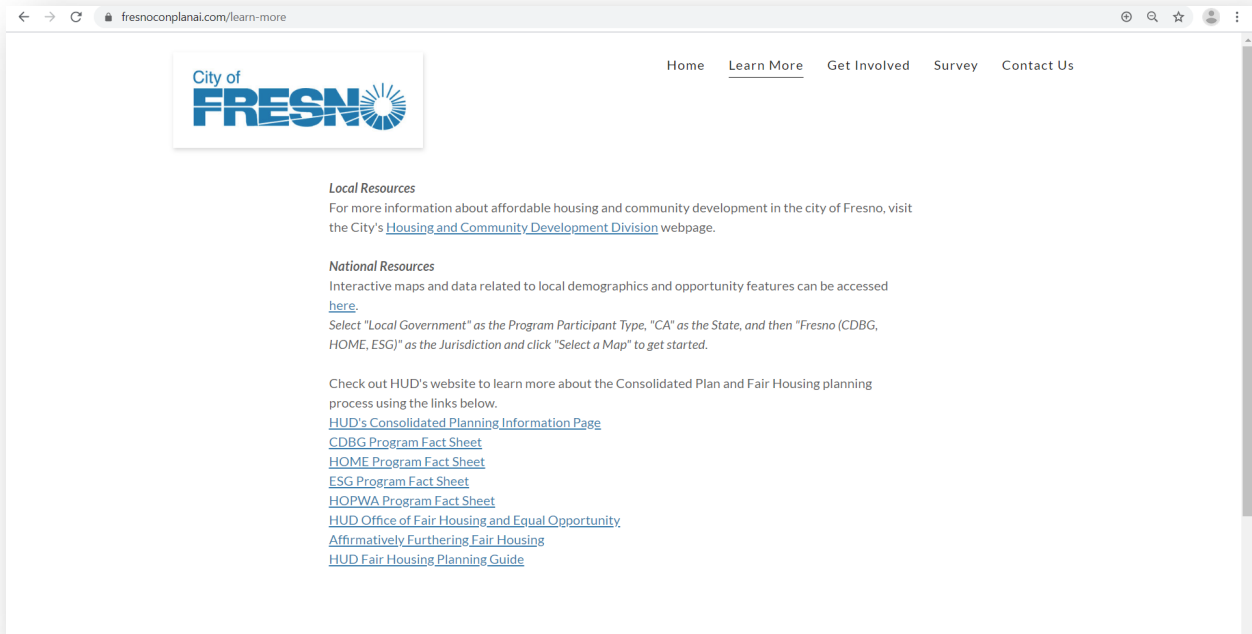 fresnoconplanai.com/learn-more
City of
FRESNO
Home Learn More Get Involved Survey Contact Us
Local Resources
For more information about affordable housing and community development in the city of Fresno, visit
the City's Housing and Community Development Division webpage.
National Resources
Interactive maps and data related to local demographics and opportunity features can be accessed
here.
Select "Local Government" as the Program Participant Type, "CA" as the State, and then "Fresno (CDBG,
HOME, ESG)" as the Jurisdiction and click "Select a Map" to get started.
Check out HUD's website to learn more about the Consolidated Plan and Fair Housing planning
process using the links below.
HUD's Consolidated Planning Information Page
CDBG Program Fact Sheet
HOME Program Fact Sheet
ESG Program Fact Sheet
HOPWA Program Fact Sheet
HUD Office of Fair Housing and Equal Opportunity
Affirmatively Furthering Fair Housing
HUD Fair Housing Planning Guide